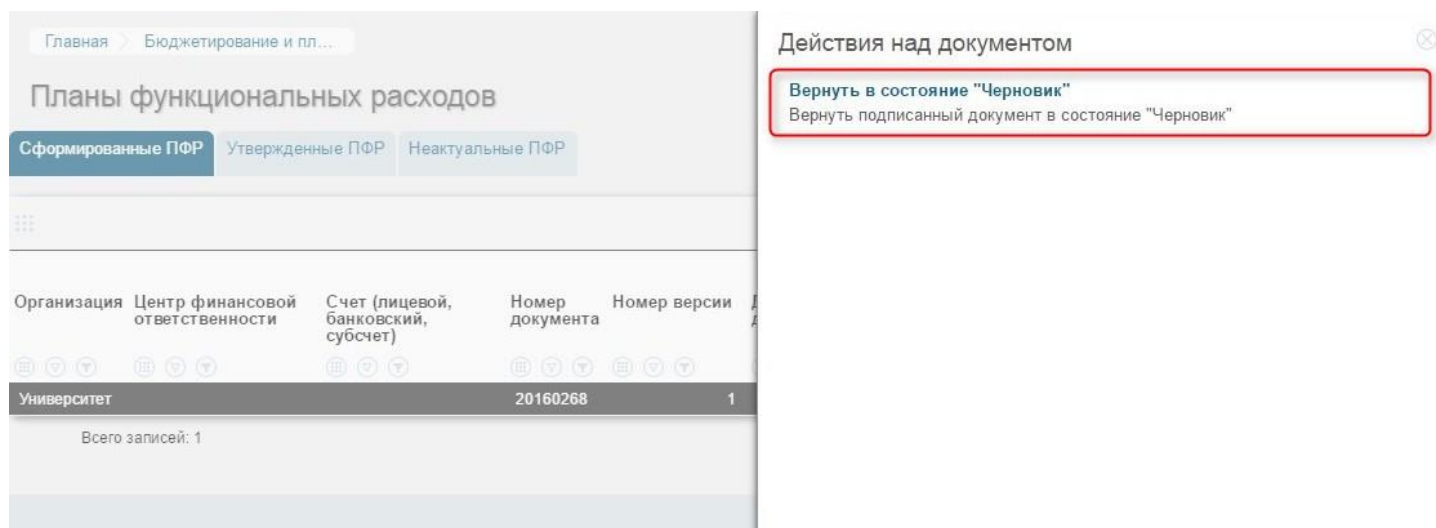 Главная Бюджетирование и пл...
Планы функциональных расходов
Сформированные ПФР Утвержденные ПФР Неактуальные ПФР
Организация Центр финансовой Счет (лицевой, Номер Номер версии
ответственности банковский, документа
субсчет)
Университет 20160268 1
Всего записей: 1
Действия над документом
Вернуть в состояние "Черновик"
Вернуть подписанный документ в состояние "Черновик"